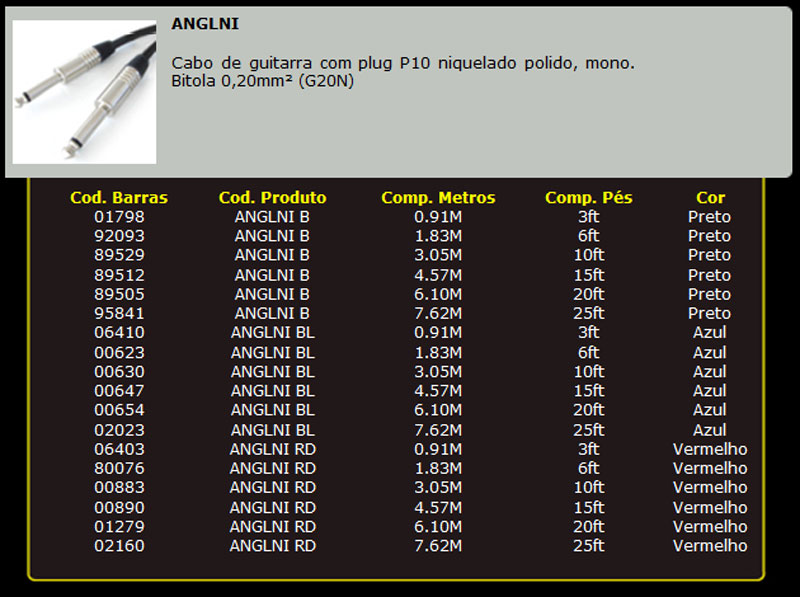 ANGLNI
Cabo de guitarra com plug P10 niquelado polido, mono.
Bitola 0,20mm² (G20N)
Cod. Barras Cod. Produto Comp. Metros Comp. Pés Cor
01798 ANGLNI B 0.91M 3ft Preto
92093 ANGLNI B 1.83M 6ft Preto
89529 ANGLNI B 3.05M 10ft Preto
89512 ANGLNI B 4.57M 15ft Preto
89505 ANGLNI B 6.10M 20ft Preto
95841 ANGLNI B 7.62M 25ft Preto
06410 ANGLNI BL 0.91M 3ft Azul
00623 ANGLNI BL 1.83M 6ft Azul
00630 ANGLNI BL 3.05M 10ft Azul
00647 ANGLNI BL 4.57M 15ft Azul
00654 ANGLNI BL 6.10M 20ft Azul
02023 ANGLNI BL 7.62M 25ft Azul
06403 ANGLNI RD 0.91M 3ft Vermelho
80076 ANGLNI RD 1.83M 6ft Vermelho
00883 ANGLNI RD 3.05M 10ft Vermelho
00890 ANGLNI RD 4.57M 15ft Vermelho
01279 ANGLNI RD 6.10M 20ft Vermelho
02160 ANGLNI RD 7.62M 25ft Vermelho